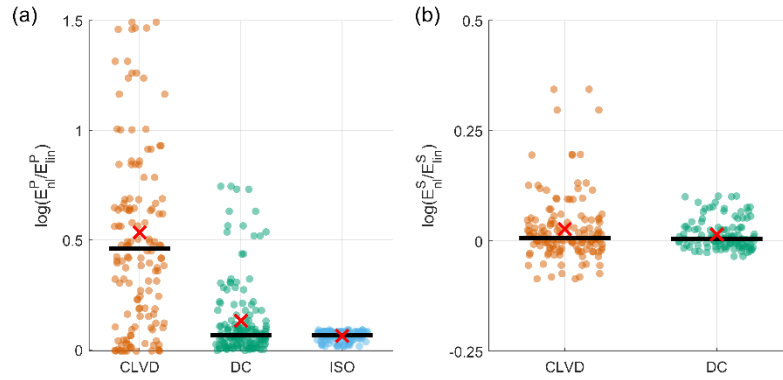 (a)
1.5
1
0.5
0
log(E^P_nl/E^P_lin)
CLVD DC ISO
(b)
0.5
0.25
0
-0.25
log(E^S_nl/E^S_lin)
CLVD DC